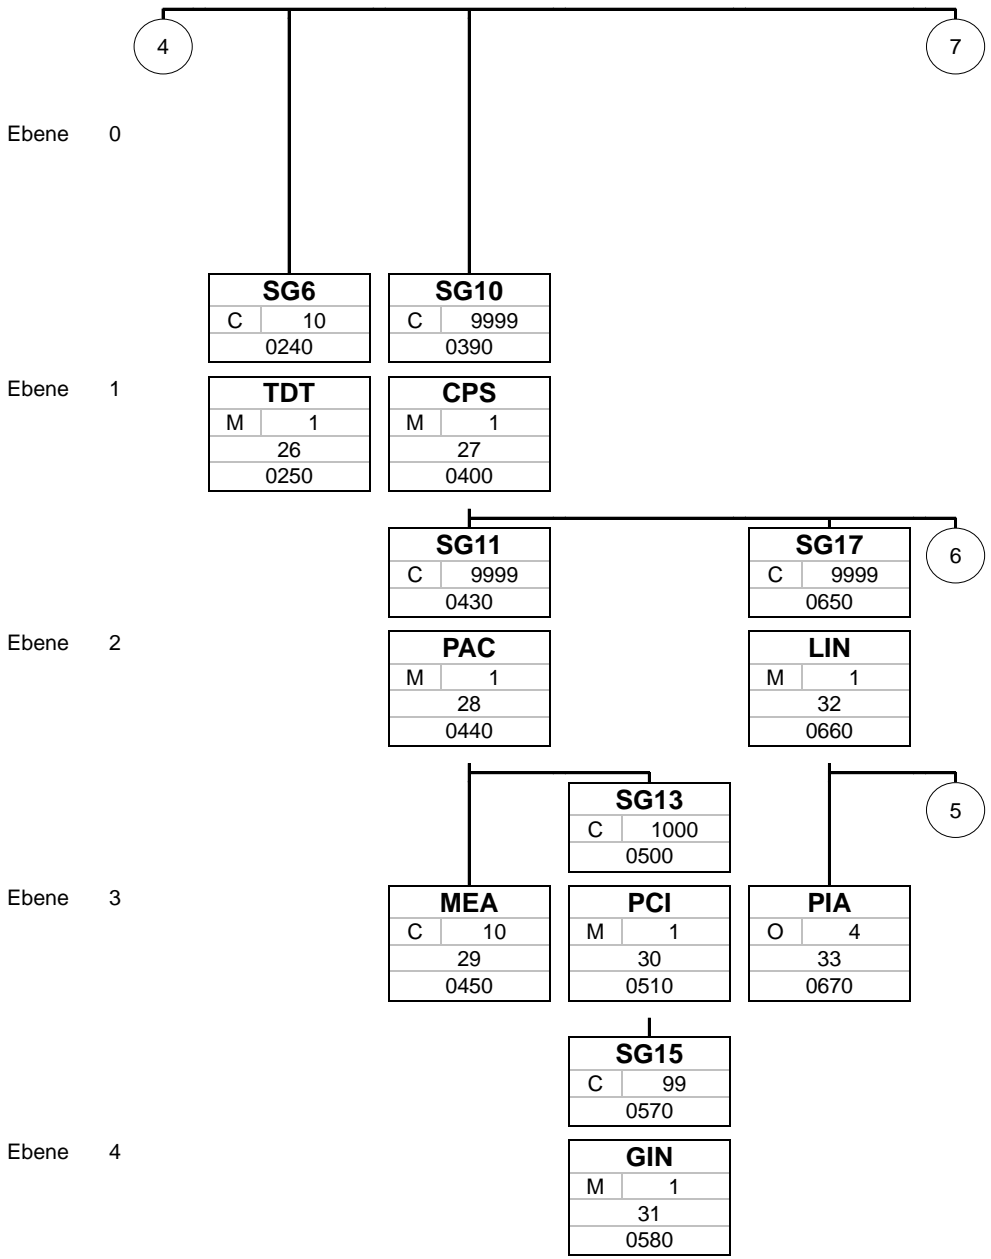 4
7
Ebene 0
SG6 SG10
C 10 C 9999
0240 0390
Ebene 1
TDT CPS
M 1 M 1
26 27
0250 0400
SG11 SG17
6
C 9999 C 9999
0430 0650
Ebene 2
PAC LIN
M 1 M 1
28 32
0440 0660
SG13
5
C 1000
0500
Ebene 3
MEA PCI PIA
C 10 M 1 O 4
29 30 33
0450 0510 0670
SG15
C 99
0570
Ebene 4
GIN
M 1
31
0580